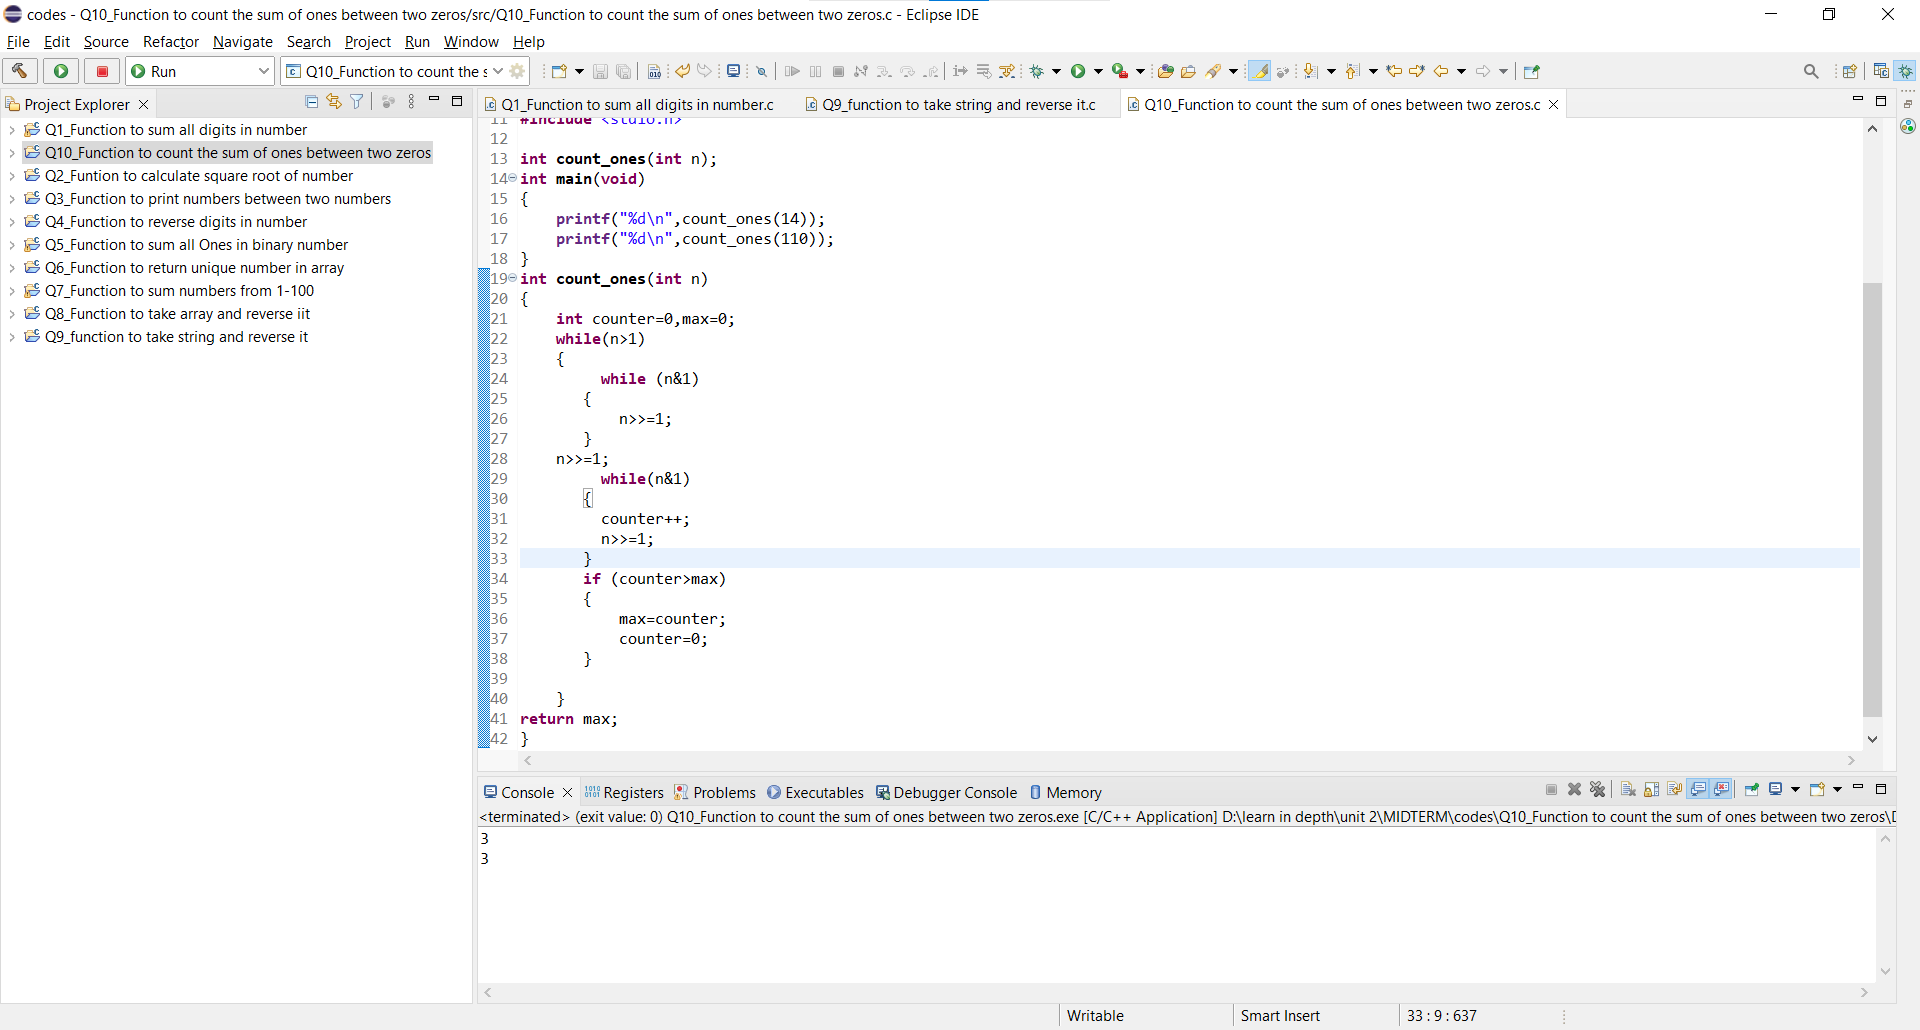 codes - Q10_Function to count the sum of ones between two zeros/src/Q10_Function to count the sum of ones between two zeros.c - Eclipse IDE
File Edit Source Refactor Navigate Search Project Run Window Help
Run Q10_Function to count the s
Project Explorer
Q1_Function to sum all digits in number
Q10_Function to count the sum of ones between two zeros
Q2_Funtion to calculate square root of number
Q3_Function to print numbers between two numbers
Q4_Function to reverse digits in number
Q5_Function to sum all Ones in binary number
Q6_Function to return unique number in array
Q7_Function to sum numbers from 1-100
Q8_Function to take array and reverse iit
Q9_function to take string and reverse it
Q1_Function to sum all digits in number.c Q9_function to take string and reverse it.c Q10_Function to count the sum of ones between two zeros.c
11 #include <stdio.h>
12
13 int count_ones(int n);
14 int main(void)
15 {
16 printf("%d\n",count_ones(14));
17 printf("%d\n",count_ones(110));
18 }
19 int count_ones(int n)
20 {
21 int counter=0,max=0;
22 while(n>1)
23 {
24 while (n&1)
25 {
26 n>>=1;
27 }
28 n>>=1;
29 while(n&1)
30 {
31 counter++;
32 n>>=1;
33 }
34 if (counter>max)
35 {
36 max=counter;
37 counter=0;
38 }
39
40 }
41 return max;
42 }
Console Registers Problems Executables Debugger Console Memory
<terminated> (exit value: 0) Q10_Function to count the sum of ones between two zeros.exe [C/C++ Application] D:\learn in depth\unit 2\MIDTERM\codes\Q10_Function to count the sum of ones between two zeros\
3
3
Writable Smart Insert 33 : 9 : 637